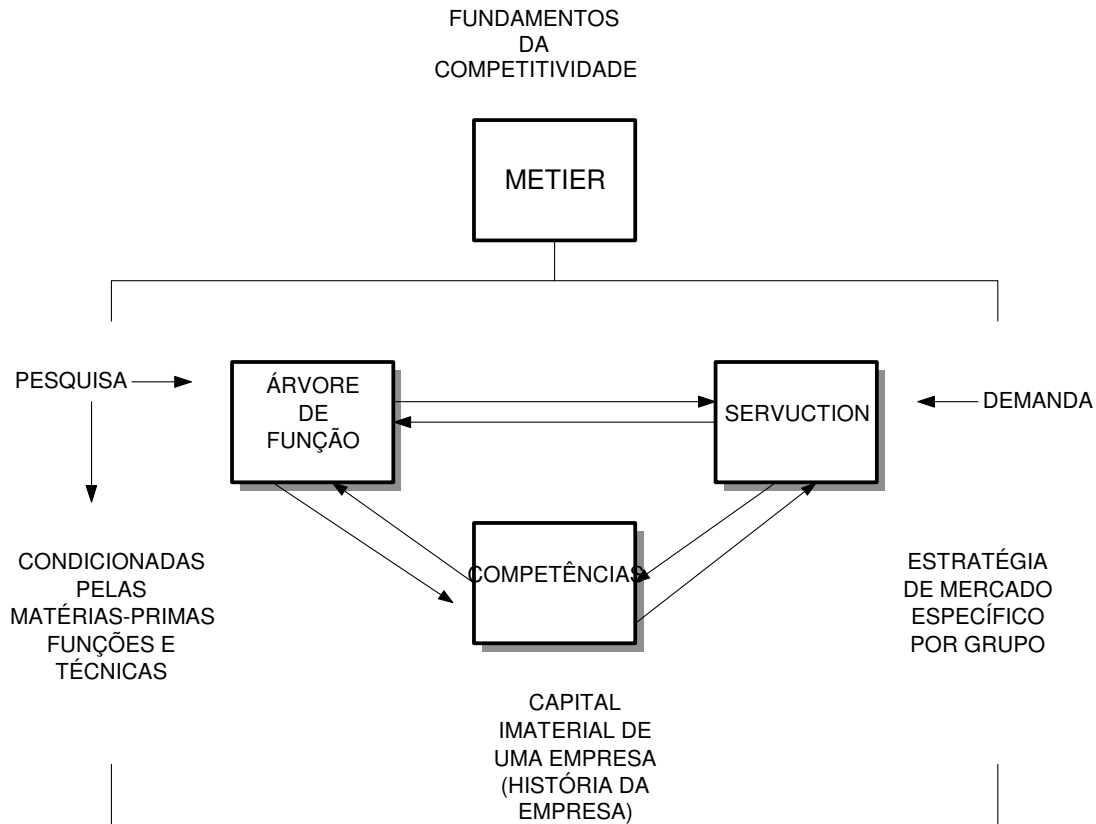 FUNDAMENTOS
DA
COMPETITIVIDADE
METIER
PESQUISA
ÁRVORE
DE
FUNÇÃO
SERVUCTION
DEMANDA
CONDICIONADAS
PELAS
MATÉRIAS-PRIMAS
FUNÇÕES E
TÉCNICAS
COMPETÊNCIAS
ESTRATÉGIA
DE MERCADO
ESPECÍFICO
POR GRUPO
CAPITAL
IMATERIAL DE
UMA EMPRESA
(HISTÓRIA DA
EMPRESA)